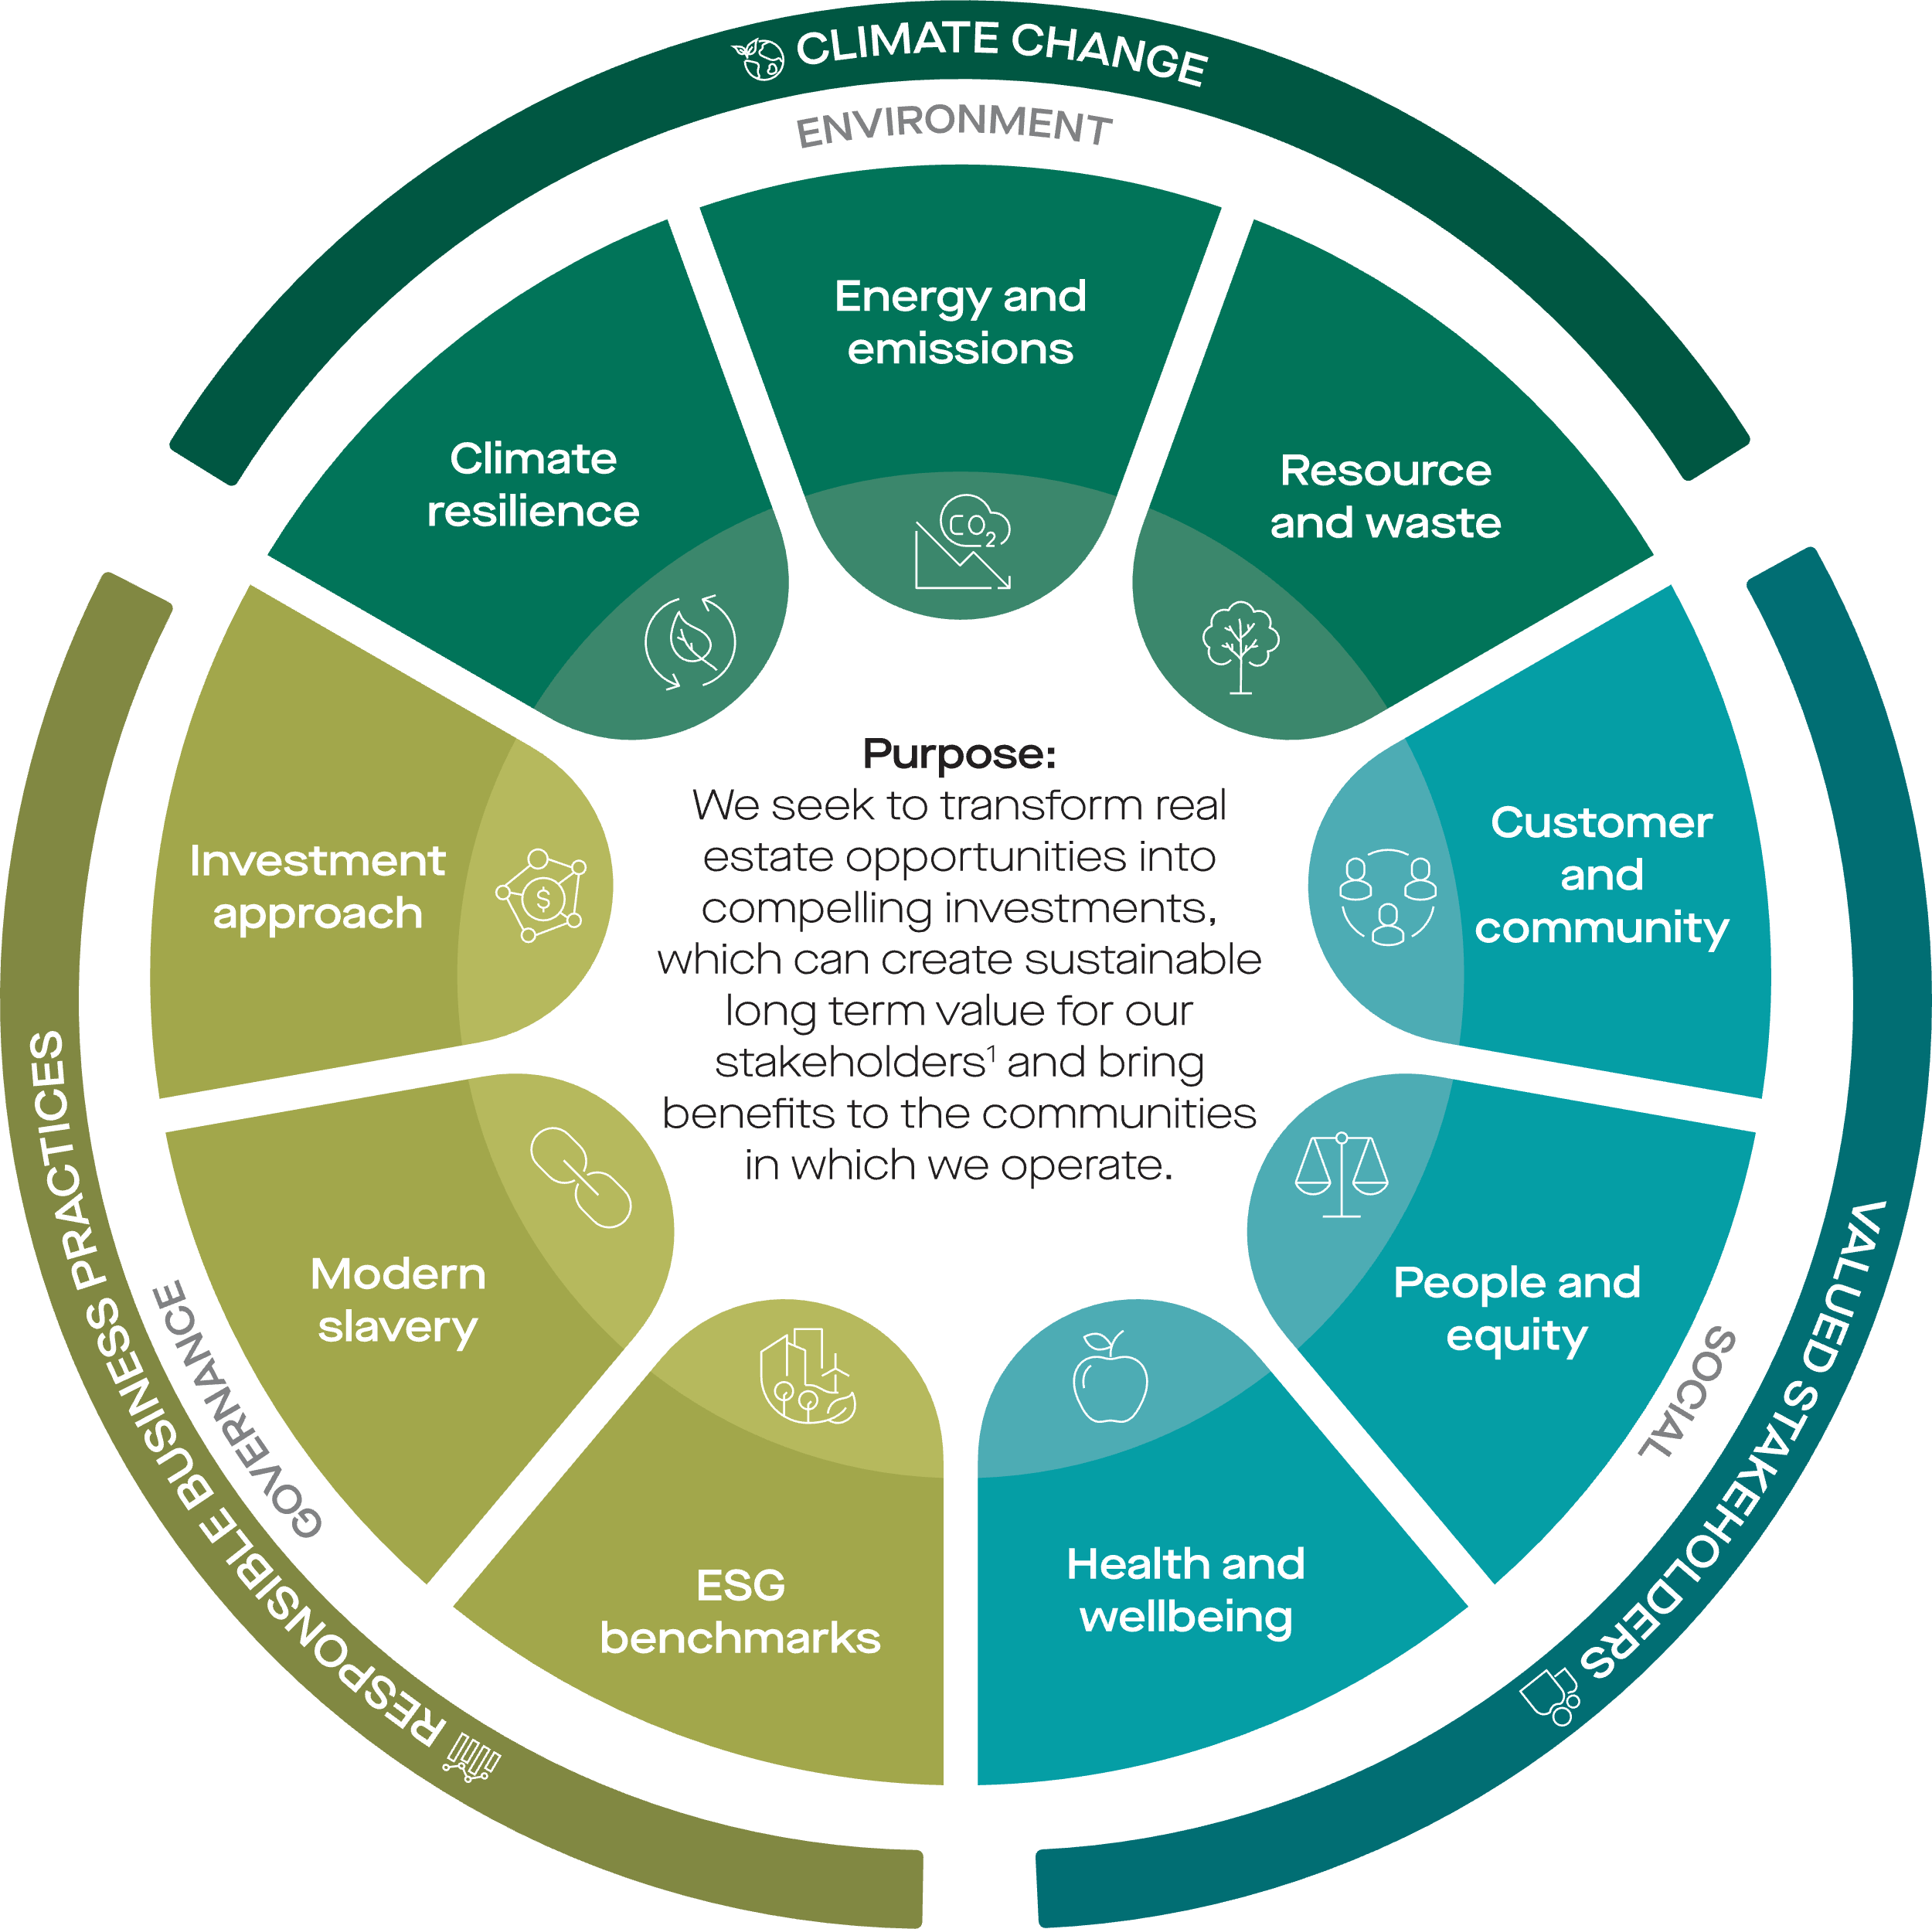 CLIMATE CHANGE
ENVIRONMENT
Energy and
emissions
CO2
Climate
resilience
Resource
and waste
Investment
approach
$
Customer
and
community
Purpose:
We seek to transform real
estate opportunities into
compelling investments,
which can create sustainable
long term value for our
stakeholders¹ and bring
benefits to the communities
in which we operate.
Modern
slavery
People and
equity
ESG
benchmarks
Health and
wellbeing
GOVERNANCE
RESPONSIBLE BUSINESS PRACTICES
SOCIAL
VALUED STAKEHOLDERS